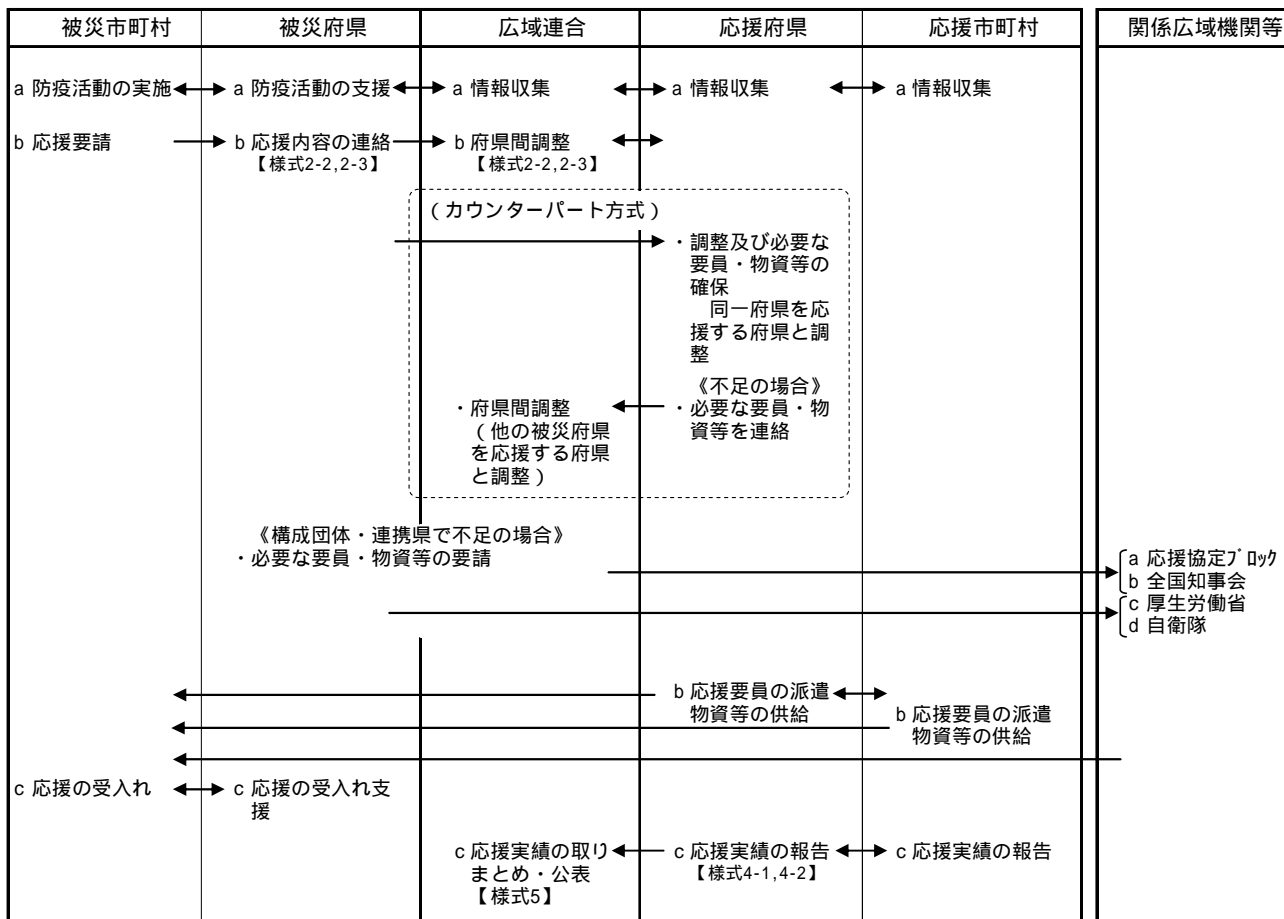 被災市町村
被災府県
広域連合
応援府県
応援市町村
関係広域機関等
a 防疫活動の実施
a 防疫活動の支援
a 情報収集
a 情報収集
a 情報収集
b 応援要請
b 応援内容の連絡
【様式2-2,2-3】
b 府県間調整
【様式2-2,2-3】
(カウンターパート方式)
・調整及び必要な
要員・物資等の
確保
同一府県を応
援する府県と調
整
《不足の場合》
・必要な要員・物
資等を連絡
・府県間調整
(他の被災府県
を応援する府県
と調整)
《構成団体・連携県で不足の場合》
・必要な要員・物資等の要請
a 応援協定ﾌﾞﾛｯｸ
b 全国知事会
c 厚生労働省
d 自衛隊
b 応援要員の派遣
物資等の供給
b 応援要員の派遣
物資等の供給
c 応援の受入れ
c 応援の受入れ支
援
c 応援実績の取り
まとめ・公表
【様式5】
c 応援実績の報告
【様式4-1,4-2】
c 応援実績の報告